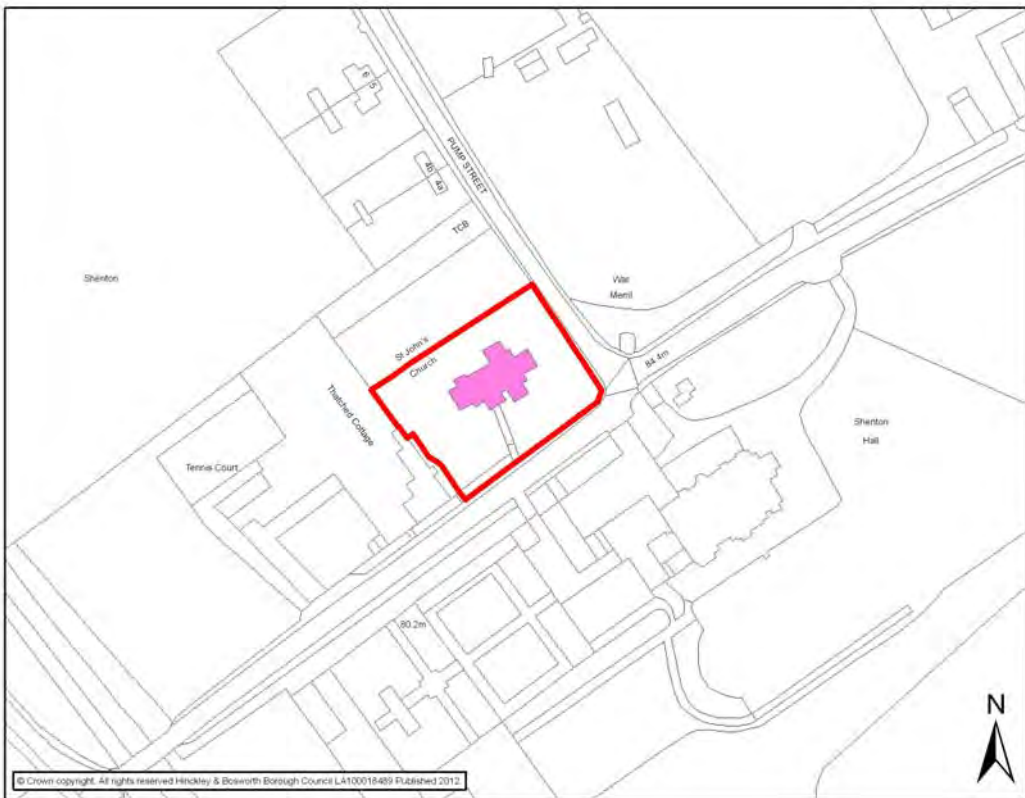 6
5
4b
4a
PUMP STREET
TCB
Shenton
War
Meml
St John's
Church
84.4m
Thatched Cottage
Shenton
Hall
Tennis Court
80.2m
N
© Crown copyright. All rights reserved Hinckley & Bosworth Borough Council LA100018489 Published 2012